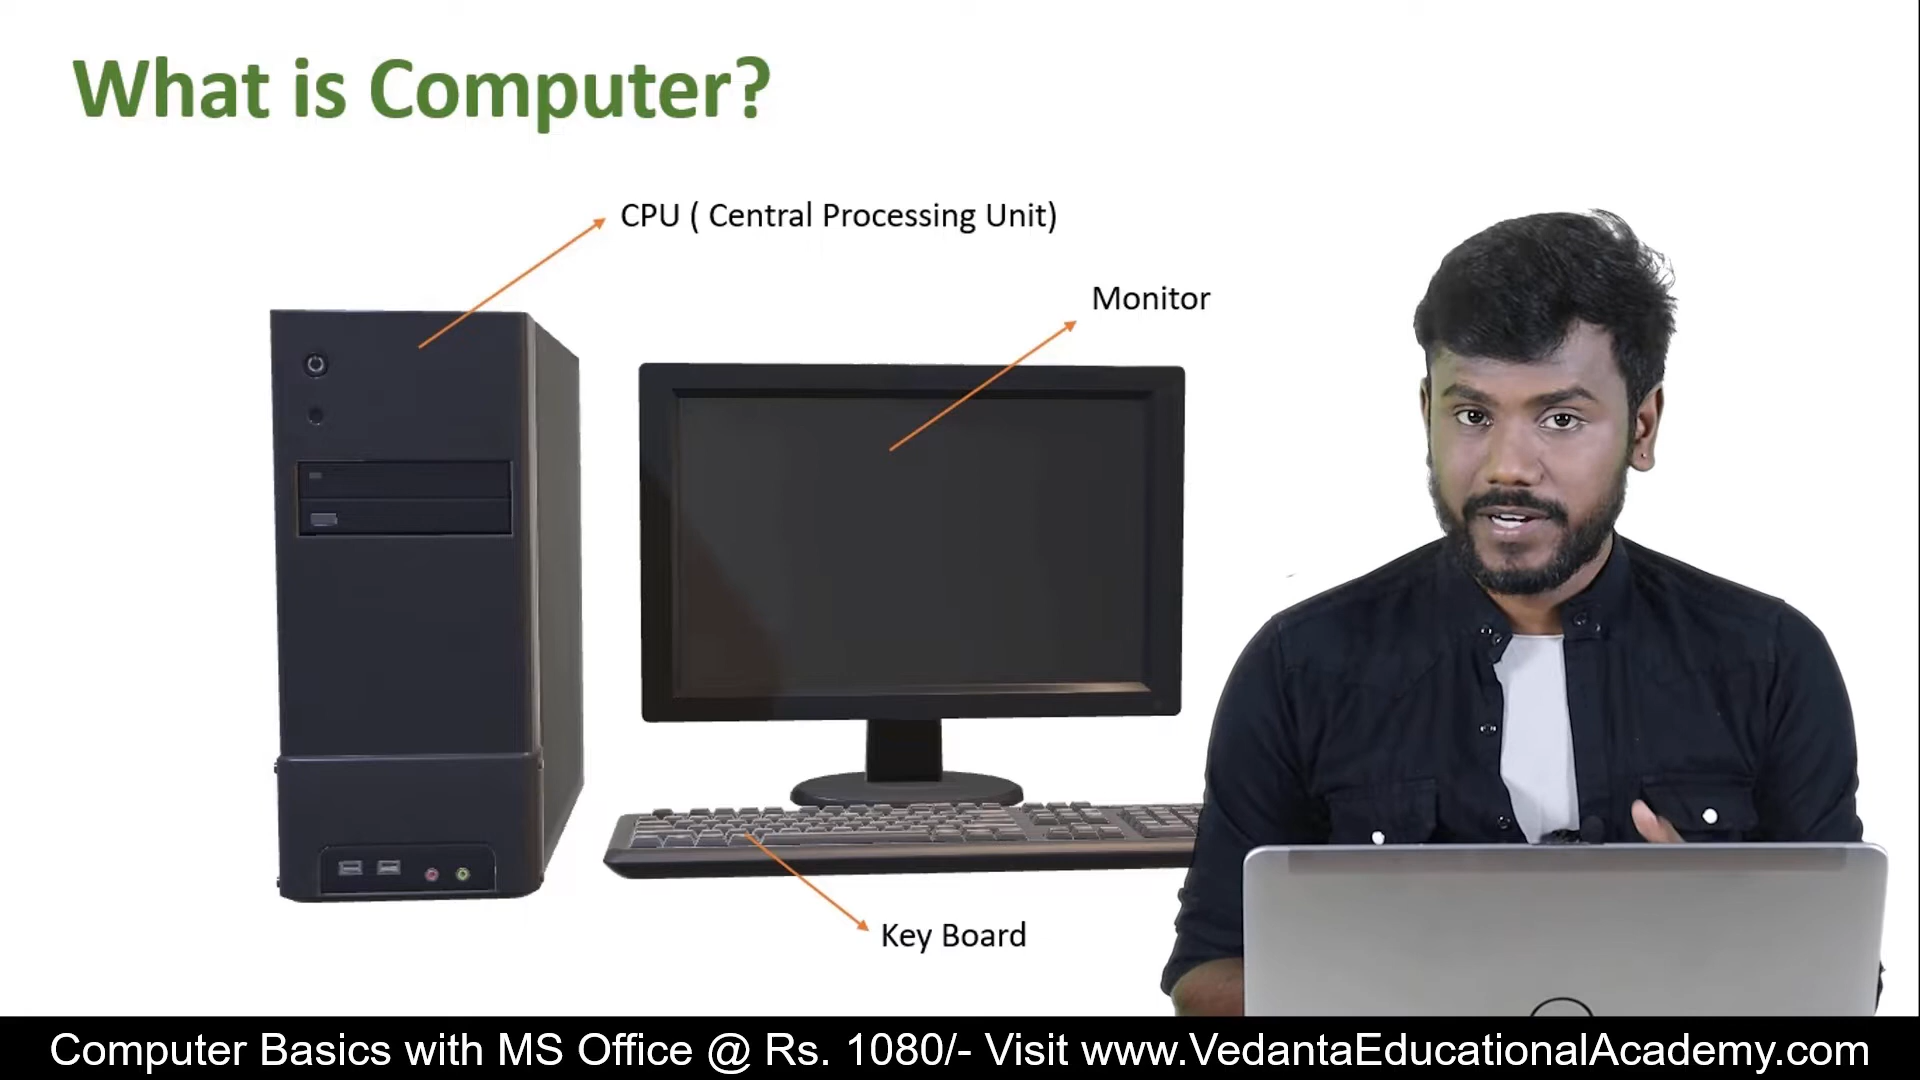 What is Computer?
CPU ( Central Processing Unit)
Monitor
Key Board
Computer Basics with MS Office @ Rs. 1080/- Visit www.VedantaEducationalAcademy.com